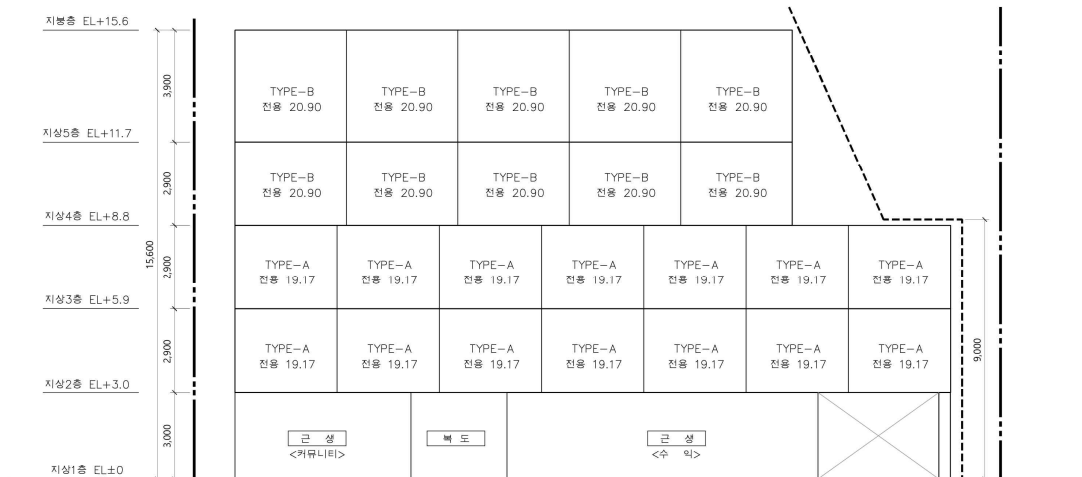 지붕층 EL+15.6
3,900
TYPE-B TYPE-B TYPE-B TYPE-B TYPE-B
전용 20.90 전용 20.90 전용 20.90 전용 20.90 전용 20.90
지상5층 EL+11.7
2,900
TYPE-B TYPE-B TYPE-B TYPE-B TYPE-B
전용 20.90 전용 20.90 전용 20.90 전용 20.90 전용 20.90
지상4층 EL+8.8
15,600
2,900
TYPE-A TYPE-A TYPE-A TYPE-A TYPE-A TYPE-A TYPE-A
전용 19.17 전용 19.17 전용 19.17 전용 19.17 전용 19.17 전용 19.17 전용 19.17
지상3층 EL+5.9
2,900
TYPE-A TYPE-A TYPE-A TYPE-A TYPE-A TYPE-A TYPE-A
전용 19.17 전용 19.17 전용 19.17 전용 19.17 전용 19.17 전용 19.17 전용 19.17
9,000
지상2층 EL+3.0
3,000
근 생 복 도 근 생
<커뮤니티> <수 익>
지상1층 EL±0